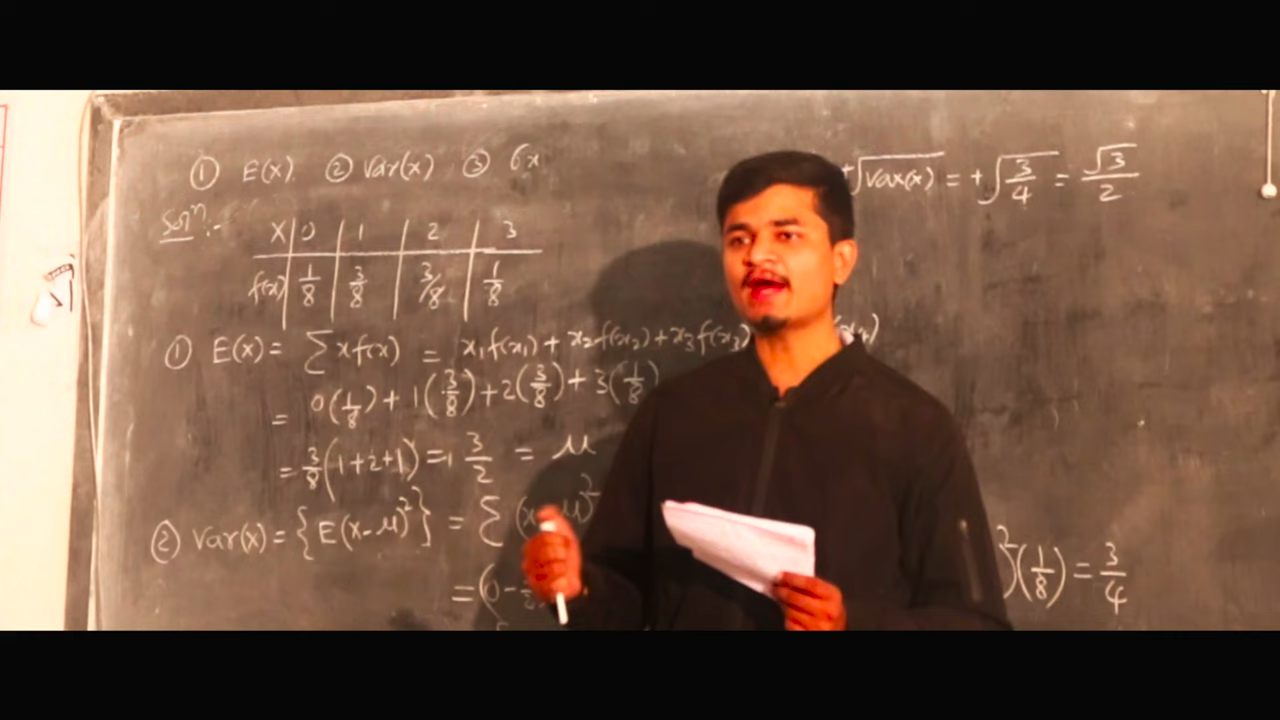 ① E(x). ② Var(x) ③ σx
+√Var(x) = +√3/4 = √3/2
Solⁿ:-
X | 0 | 1 | 2 | 3
f(x) | 1/8 | 3/8 | 3/8 | 1/8
① E(x) = ∑xf(x) = x₁f(x₁) + x₂f(x₂) + x₃f(x₃)
= 0(1/8) + 1(3/8) + 2(3/8) + 3(1/8)
= 3/8(1+2+1) = 3/2 = μ
② Var(x) = {E(x-μ)²} = ∑(x-μ)²
= (0- )²(1/8) = 3/4